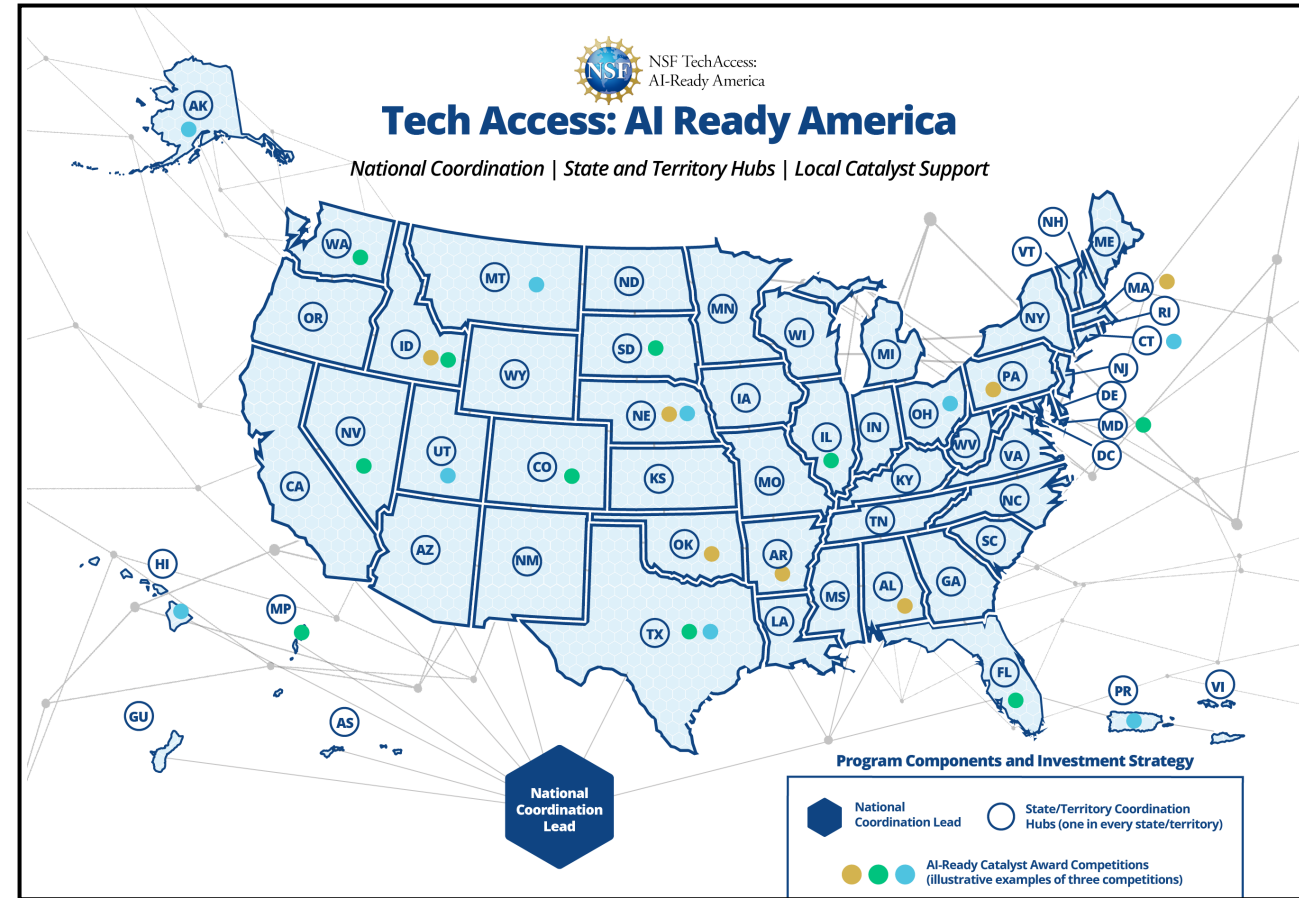 NSF
NSF TechAccess:
AI-Ready America
Tech Access: AI Ready America
National Coordination | State and Territory Hubs | Local Catalyst Support
AK
WA
OR
ID
MT
WY
NV
UT
CO
CA
AZ
NM
ND
SD
NE
KS
OK
TX
MN
IA
MO
AR
LA
WI
IL
MI
IN
OH
KY
TN
MS
AL
GA
FL
SC
NC
VA
WV
PA
NY
VT
NH
ME
MA
RI
CT
NJ
DE
MD
DC
HI
MP
GU
AS
PR
VI
National
Coordination
Lead
Program Components and Investment Strategy
National
Coordination Lead
State/Territory Coordination
Hubs (one in every state/territory)
AI-Ready Catalyst Award Competitions
(illustrative examples of three competitions)